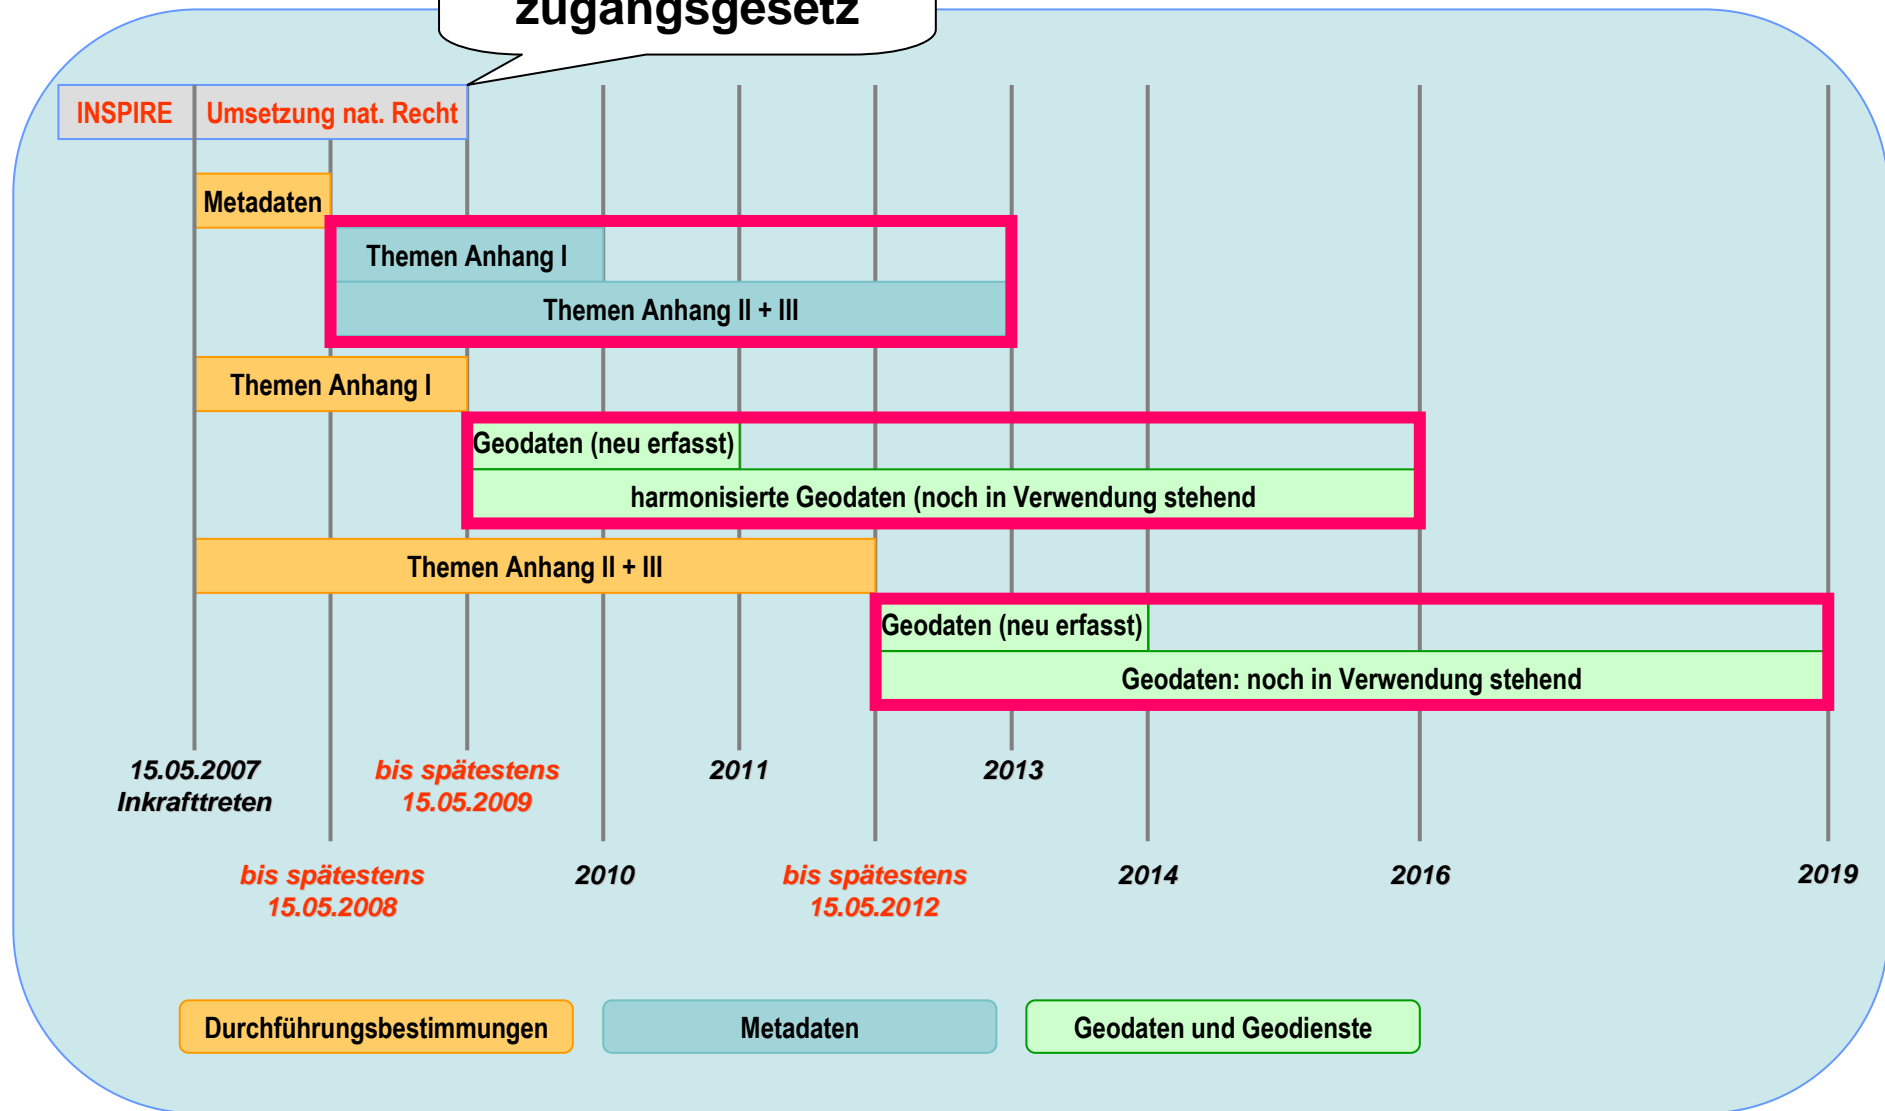 zugangsgesetz
INSPIRE
Umsetzung nat. Recht
Metadaten
Themen Anhang I
Themen Anhang II + III
Themen Anhang I
Geodaten (neu erfasst)
harmonisierte Geodaten (noch in Verwendung stehend
Themen Anhang II + III
Geodaten (neu erfasst)
Geodaten: noch in Verwendung stehend
15.05.2007
Inkrafttreten
bis spätestens
15.05.2009
2011
2013
bis spätestens
15.05.2008
2010
bis spätestens
15.05.2012
2014
2016
2019
Durchführungsbestimmungen
Metadaten
Geodaten und Geodienste